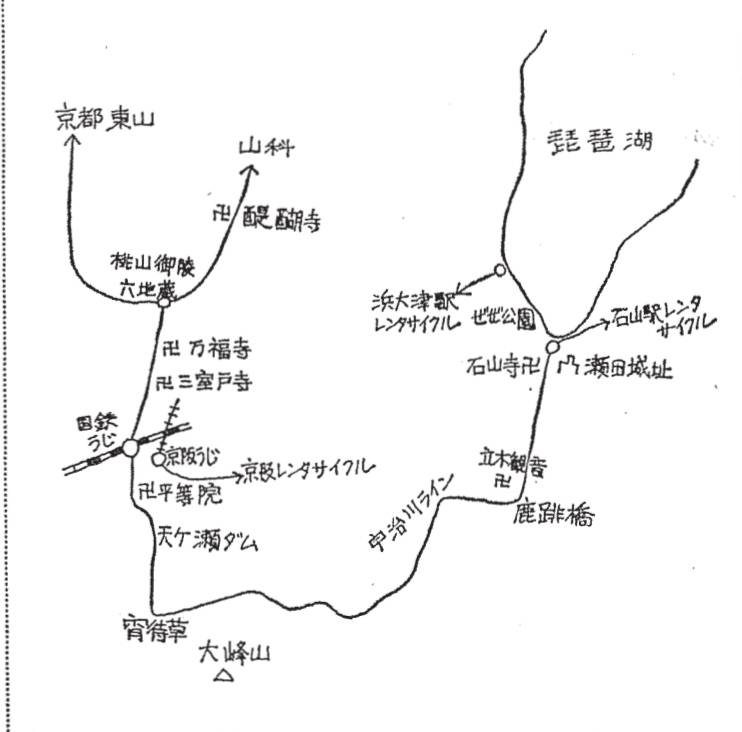 京都東山
山科
卍醍醐寺
桃山御陵
六地蔵
卍万福寺
卍三室戸寺
国鉄
うじ
京阪うじ
京阪レンタサイクル
卍平等院
天ケ瀬ダム
宵待草
大峰山
琵琶湖
浜大津駅
レンタサイクル
ぜぜ公園
石山駅レンタ
サイクル
石山寺卍
瀬田城址
立木観音
卍
鹿跳橋
宇治川ライン